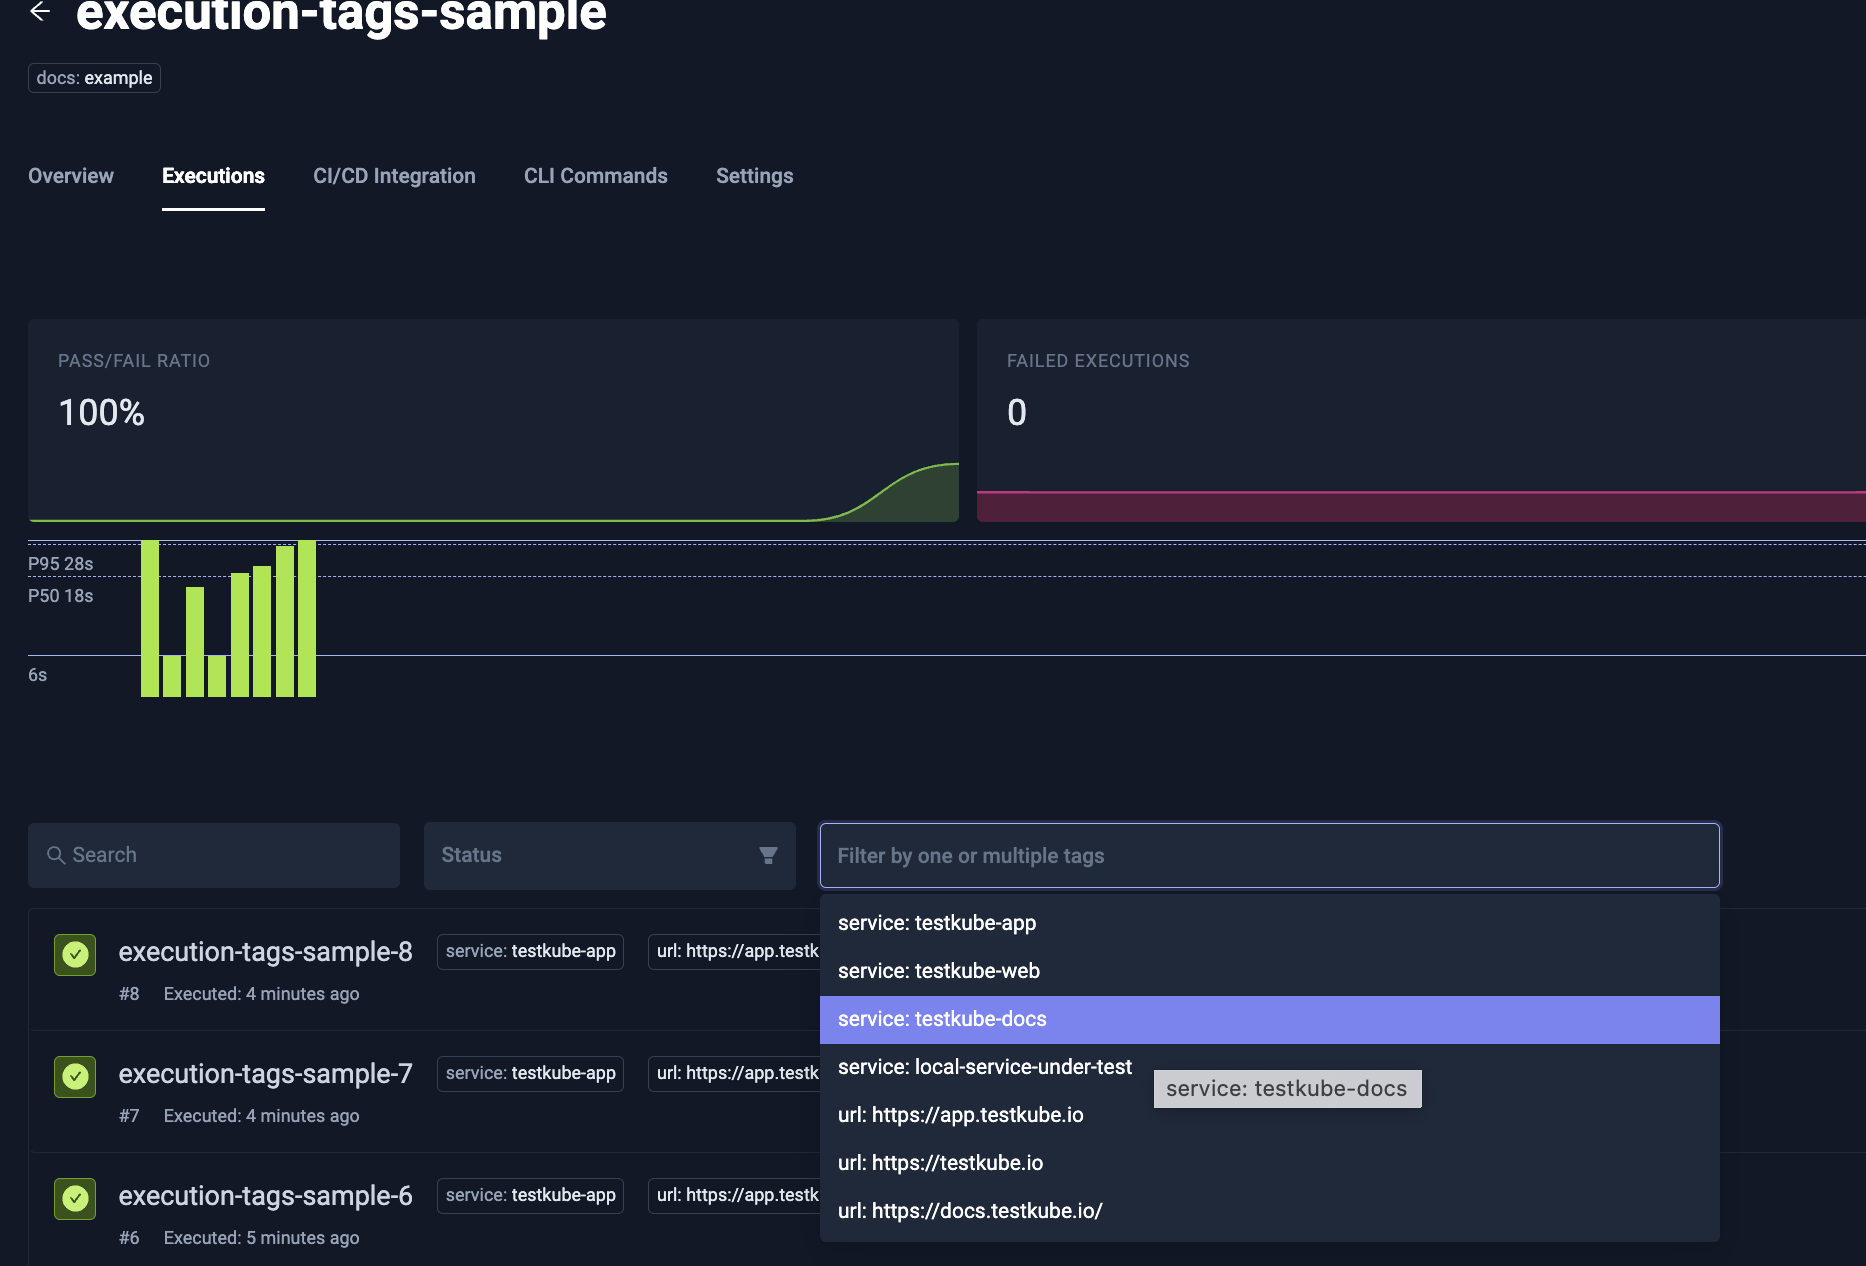 execution-tags-sample
docs: example
Overview Executions CI/CD Integration CLI Commands Settings
PASS/FAIL RATIO
100%
FAILED EXECUTIONS
0
P95 28s
P50 18s
6s
Search
Status
Filter by one or multiple tags
service: testkube-app
service: testkube-web
service: testkube-docs
service: local-service-under-test
service: testkube-docs
url: https://app.testkube.io
url: https://testkube.io
url: https://docs.testkube.io/
execution-tags-sample-8 service: testkube-app url: https://app.testk
#8 Executed: 4 minutes ago
execution-tags-sample-7 service: testkube-app url: https://app.testk
#7 Executed: 4 minutes ago
execution-tags-sample-6 service: testkube-app url: https://app.testk
#6 Executed: 5 minutes ago